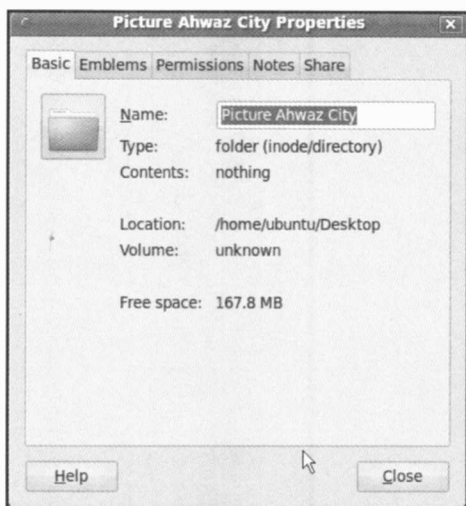 Picture Ahwaz City Properties
Basic Emblems Permissions Notes Share
Name: Picture Ahwaz City
Type: folder (inode/directory)
Contents: nothing
Location: /home/ubuntu/Desktop
Volume: unknown
Free space: 167.8 MB
Help Close